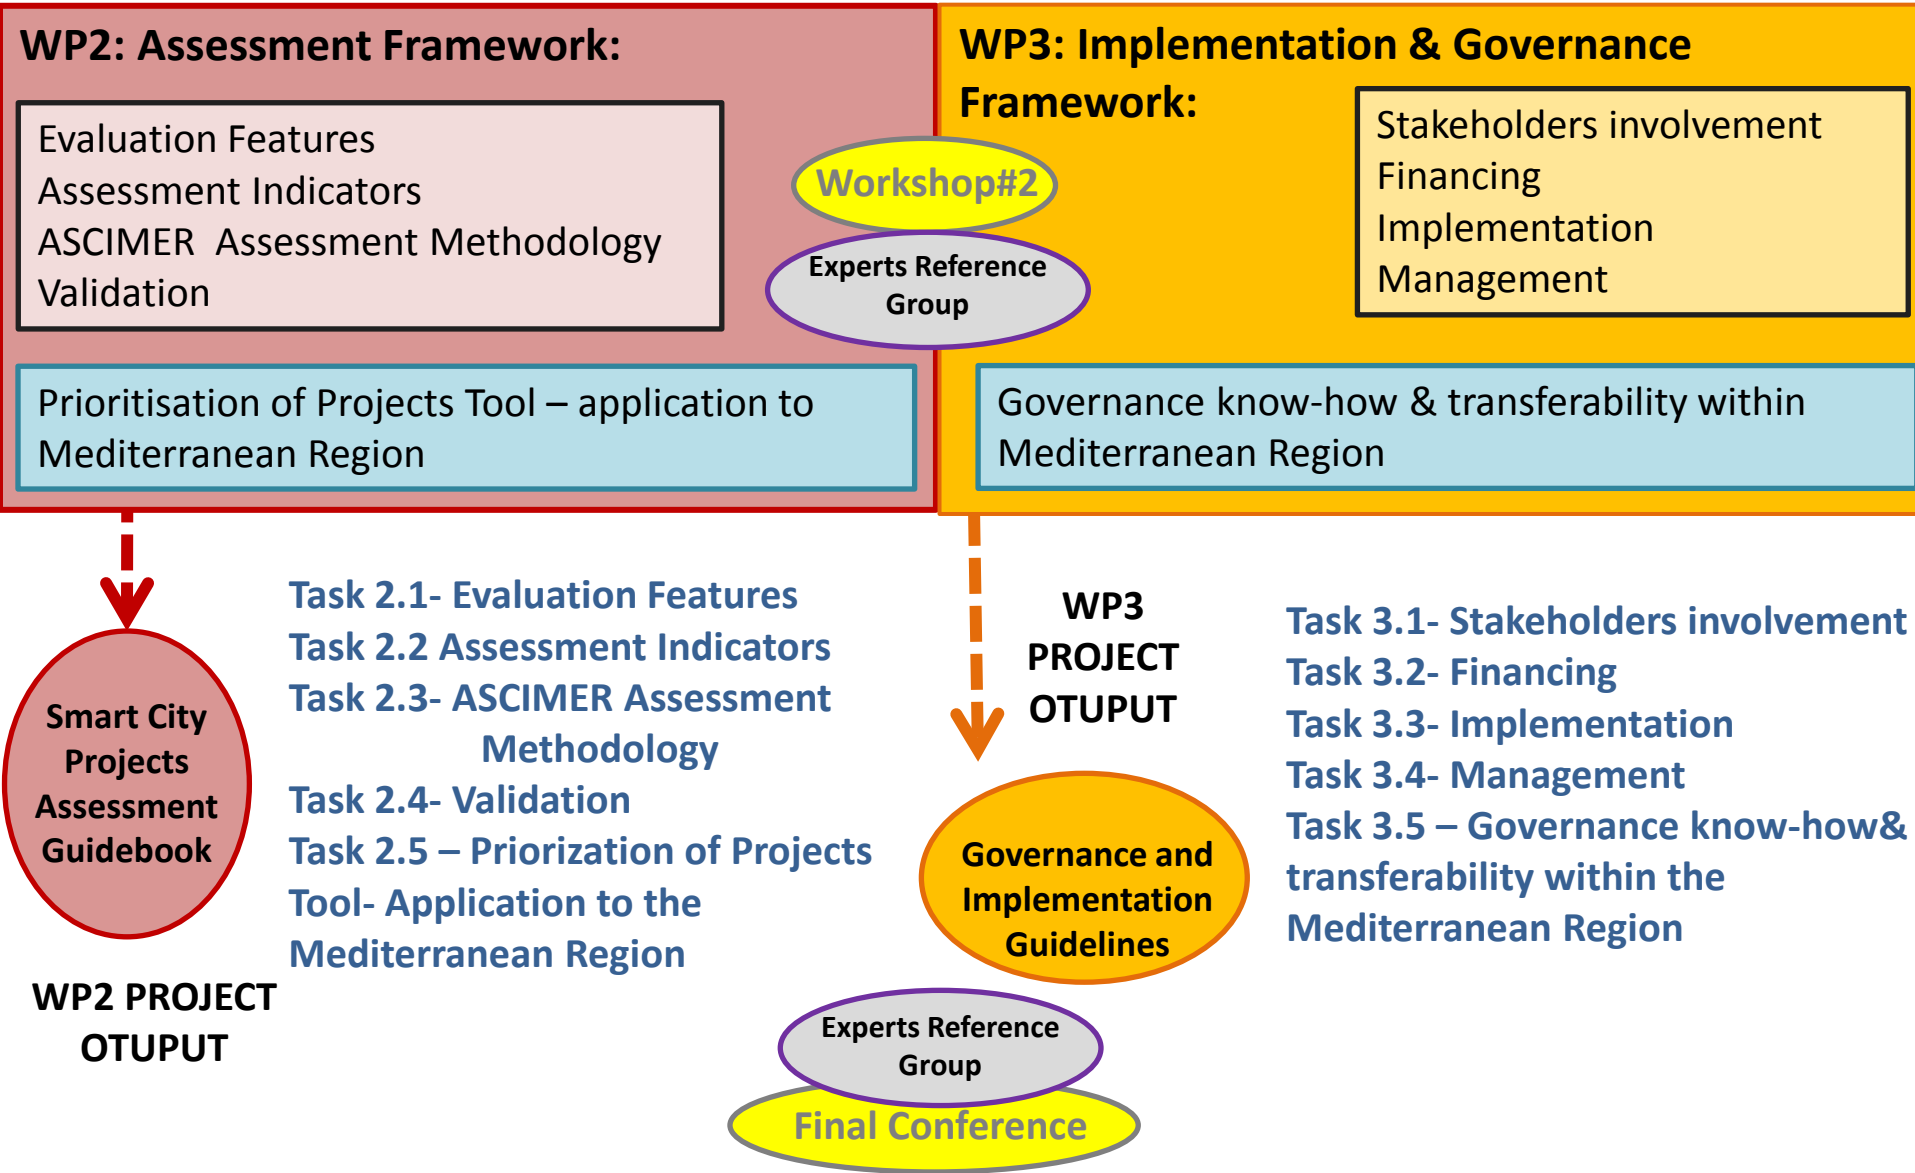 WP2: Assessment Framework:
Evaluation Features
Assessment Indicators
ASCIMER  Assessment Methodology
Validation
Prioritisation of Projects Tool – application to
Mediterranean Region
WP3: Implementation & Governance
Framework:
Stakeholders involvement
Financing
Implementation
Management
Governance know-how & transferability within
Mediterranean Region
Workshop#2
Experts Reference
Group
Smart City
Projects
Assessment
Guidebook
WP2 PROJECT
OTUPUT
Task 2.1- Evaluation Features
Task 2.2 Assessment Indicators
Task 2.3- ASCIMER Assessment
Methodology
Task 2.4- Validation
Task 2.5 – Priorization of Projects
Tool- Application to the
Mediterranean Region
WP3
PROJECT
OTUPUT
Governance and
Implementation
Guidelines
Task 3.1- Stakeholders involvement
Task 3.2- Financing
Task 3.3- Implementation
Task 3.4- Management
Task 3.5 – Governance know-how&
transferability within the
Mediterranean Region
Experts Reference
Group
Final Conference